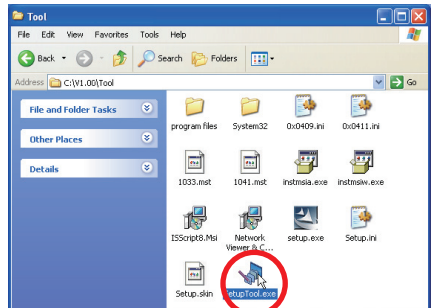 Tool
File Edit View Favorites Tools Help
Back Search Folders
Address C:\V1.00\Tool Go
File and Folder Tasks
Other Places
Details
program files System32 0x0409.ini 0x0411.ini
1033.mst 1041.mst instmsia.exe instmsiw.exe
ISScript8.Msi Network setup.exe Setup.ini
Viewer & C...
Setup.skin SetupTool.exe